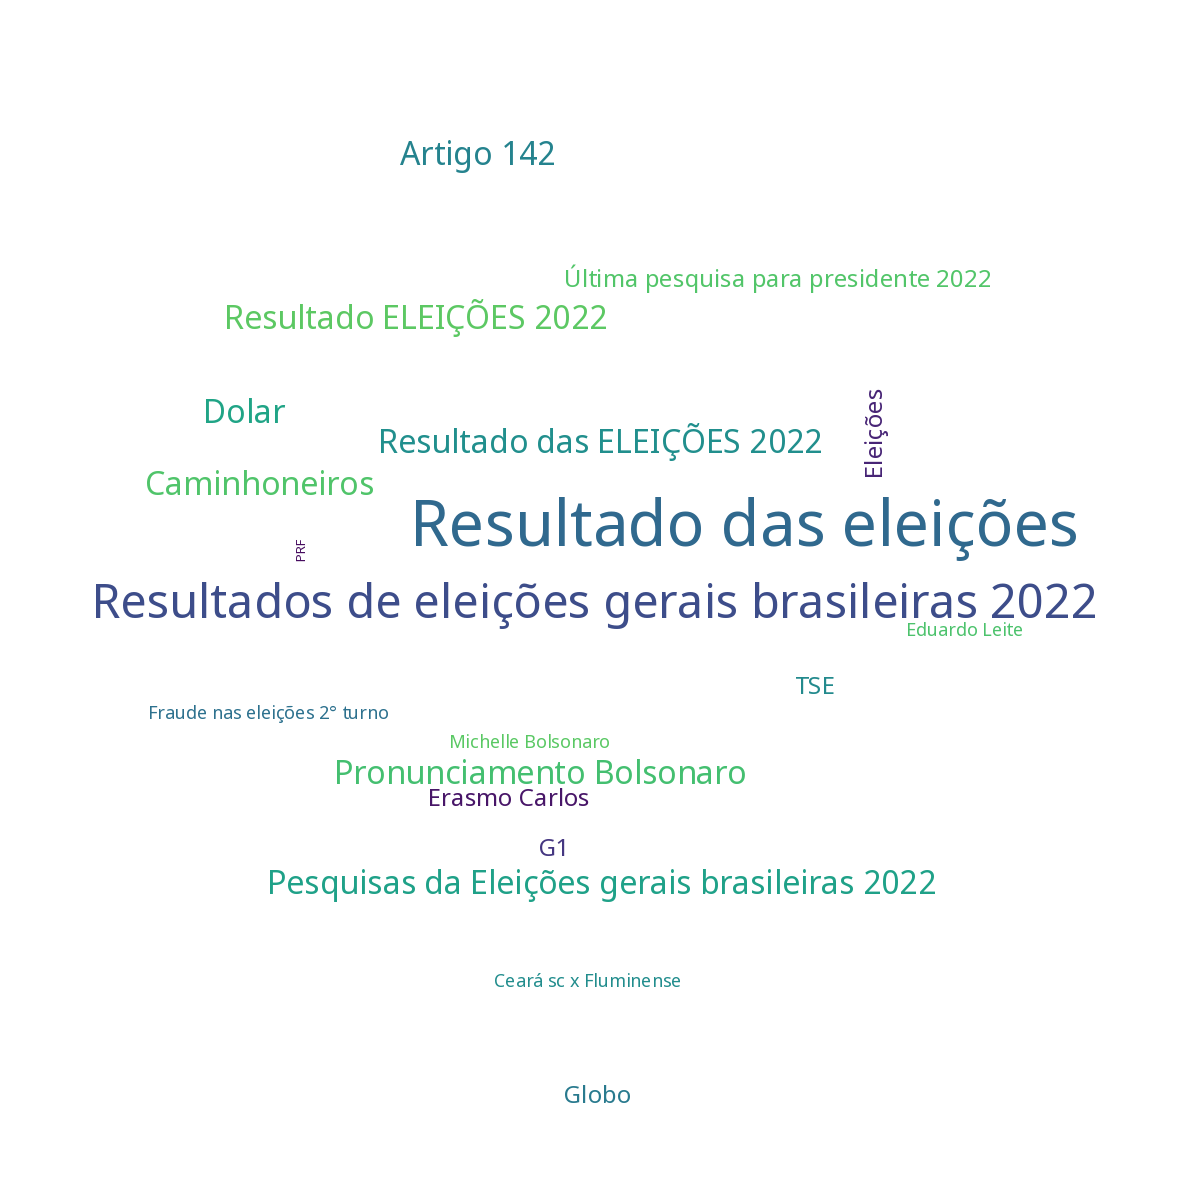 Artigo 142
Última pesquisa para presidente 2022
Resultado ELEIÇÕES 2022
Dolar
Eleições
Resultado das ELEIÇÕES 2022
Caminhoneiros
Resultado das eleições
PRF
Resultados de eleições gerais brasileiras 2022
Eduardo Leite
TSE
Fraude nas eleições 2° turno
Michelle Bolsonaro
Pronunciamento Bolsonaro
Erasmo Carlos
G1
Pesquisas da Eleições gerais brasileiras 2022
Ceará sc x Fluminense
Globo